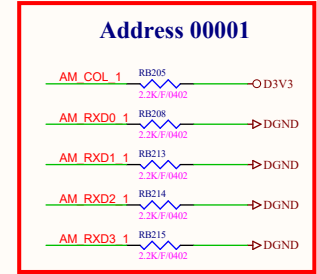 Address 00001
AM_COL_1 RB205 2.2K/F/0402 D3V3
AM_RXD0_1 RB208 2.2K/F/0402 DGND
AM_RXD1_1 RB213 2.2K/F/0402 DGND
AM_RXD2_1 RB214 2.2K/F/0402 DGND
AM_RXD3_1 RB215 2.2K/F/0402 DGND